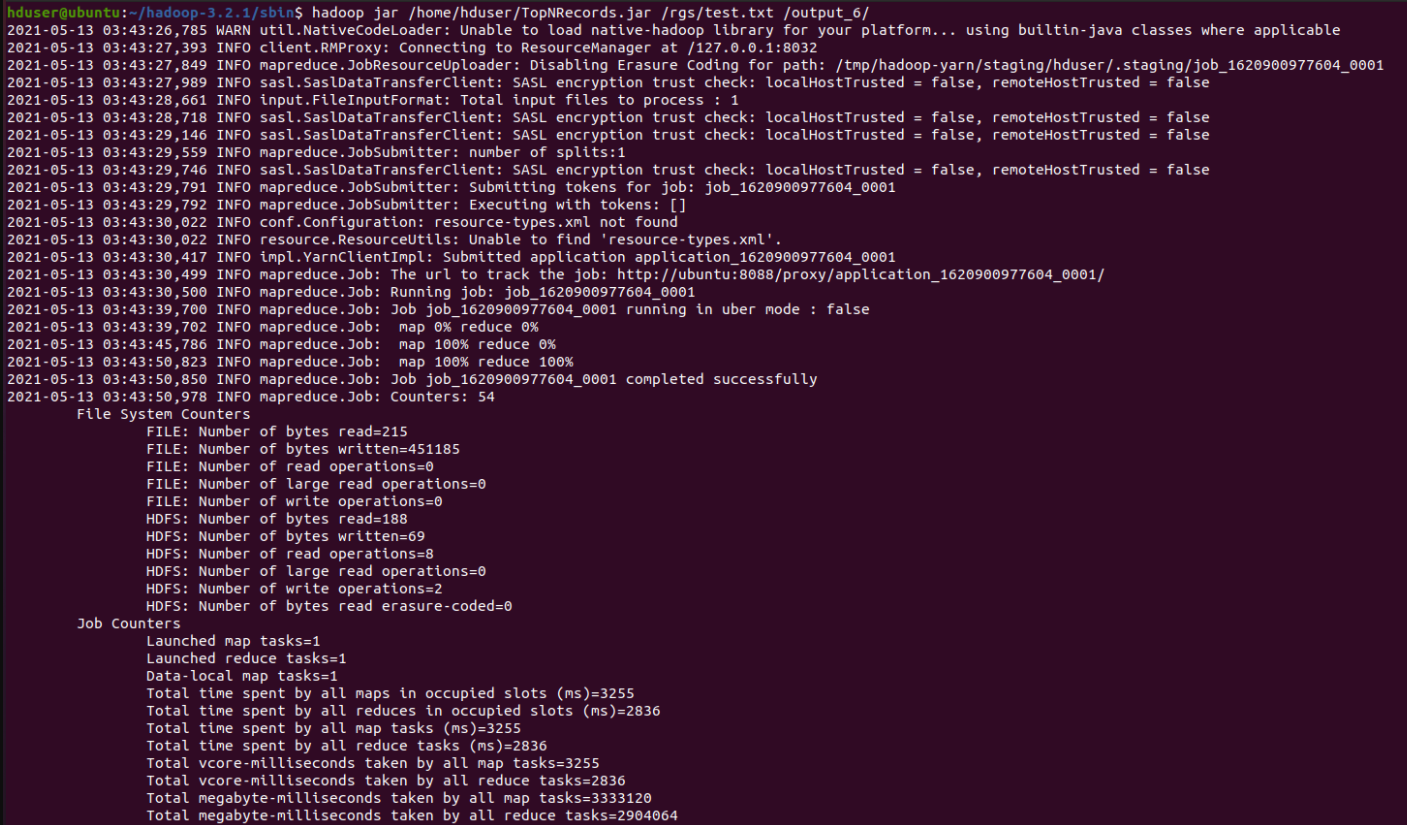 hduser@ubuntu:~/hadoop-3.2.1/sbin$ hadoop jar /home/hduser/TopNRecords.jar /rgs/test.txt /output_6/
2021-05-13 03:43:26,785 WARN util.NativeCodeLoader: Unable to load native-hadoop library for your platform... using builtin-java classes where applicable
2021-05-13 03:43:27,393 INFO client.RMProxy: Connecting to ResourceManager at /127.0.0.1:8032
2021-05-13 03:43:27,849 INFO mapreduce.JobResourceUploader: Disabling Erasure Coding for path: /tmp/hadoop-yarn/staging/hduser/.staging/job_1620900977604_0001
2021-05-13 03:43:27,989 INFO sasl.SaslDataTransferClient: SASL encryption trust check: localHostTrusted = false, remoteHostTrusted = false
2021-05-13 03:43:28,661 INFO input.FileInputFormat: Total input files to process : 1
2021-05-13 03:43:28,718 INFO sasl.SaslDataTransferClient: SASL encryption trust check: localHostTrusted = false, remoteHostTrusted = false
2021-05-13 03:43:29,146 INFO sasl.SaslDataTransferClient: SASL encryption trust check: localHostTrusted = false, remoteHostTrusted = false
2021-05-13 03:43:29,559 INFO mapreduce.JobSubmitter: number of splits:1
2021-05-13 03:43:29,746 INFO sasl.SaslDataTransferClient: SASL encryption trust check: localHostTrusted = false, remoteHostTrusted = false
2021-05-13 03:43:29,791 INFO mapreduce.JobSubmitter: Submitting tokens for job: job_1620900977604_0001
2021-05-13 03:43:29,792 INFO mapreduce.JobSubmitter: Executing with tokens: []
2021-05-13 03:43:30,022 INFO conf.Configuration: resource-types.xml not found
2021-05-13 03:43:30,022 INFO resource.ResourceUtils: Unable to find 'resource-types.xml'.
2021-05-13 03:43:30,417 INFO impl.YarnClientImpl: Submitted application application_1620900977604_0001
2021-05-13 03:43:30,499 INFO mapreduce.Job: The url to track the job: http://ubuntu:8088/proxy/application_1620900977604_0001/
2021-05-13 03:43:30,500 INFO mapreduce.Job: Running job: job_1620900977604_0001
2021-05-13 03:43:39,700 INFO mapreduce.Job: Job job_1620900977604_0001 running in uber mode : false
2021-05-13 03:43:39,702 INFO mapreduce.Job:  map 0% reduce 0%
2021-05-13 03:43:45,786 INFO mapreduce.Job:  map 100% reduce 0%
2021-05-13 03:43:50,823 INFO mapreduce.Job:  map 100% reduce 100%
2021-05-13 03:43:50,850 INFO mapreduce.Job: Job job_1620900977604_0001 completed successfully
2021-05-13 03:43:50,978 INFO mapreduce.Job: Counters: 54
File System Counters
FILE: Number of bytes read=215
FILE: Number of bytes written=451185
FILE: Number of read operations=0
FILE: Number of large read operations=0
FILE: Number of write operations=0
HDFS: Number of bytes read=188
HDFS: Number of bytes written=69
HDFS: Number of read operations=8
HDFS: Number of large read operations=0
HDFS: Number of write operations=2
HDFS: Number of bytes read erasure-coded=0
Job Counters
Launched map tasks=1
Launched reduce tasks=1
Data-local map tasks=1
Total time spent by all maps in occupied slots (ms)=3255
Total time spent by all reduces in occupied slots (ms)=2836
Total time spent by all map tasks (ms)=3255
Total time spent by all reduce tasks (ms)=2836
Total vcore-milliseconds taken by all map tasks=3255
Total vcore-milliseconds taken by all reduce tasks=2836
Total megabyte-milliseconds taken by all map tasks=3333120
Total megabyte-milliseconds taken by all reduce tasks=2904064